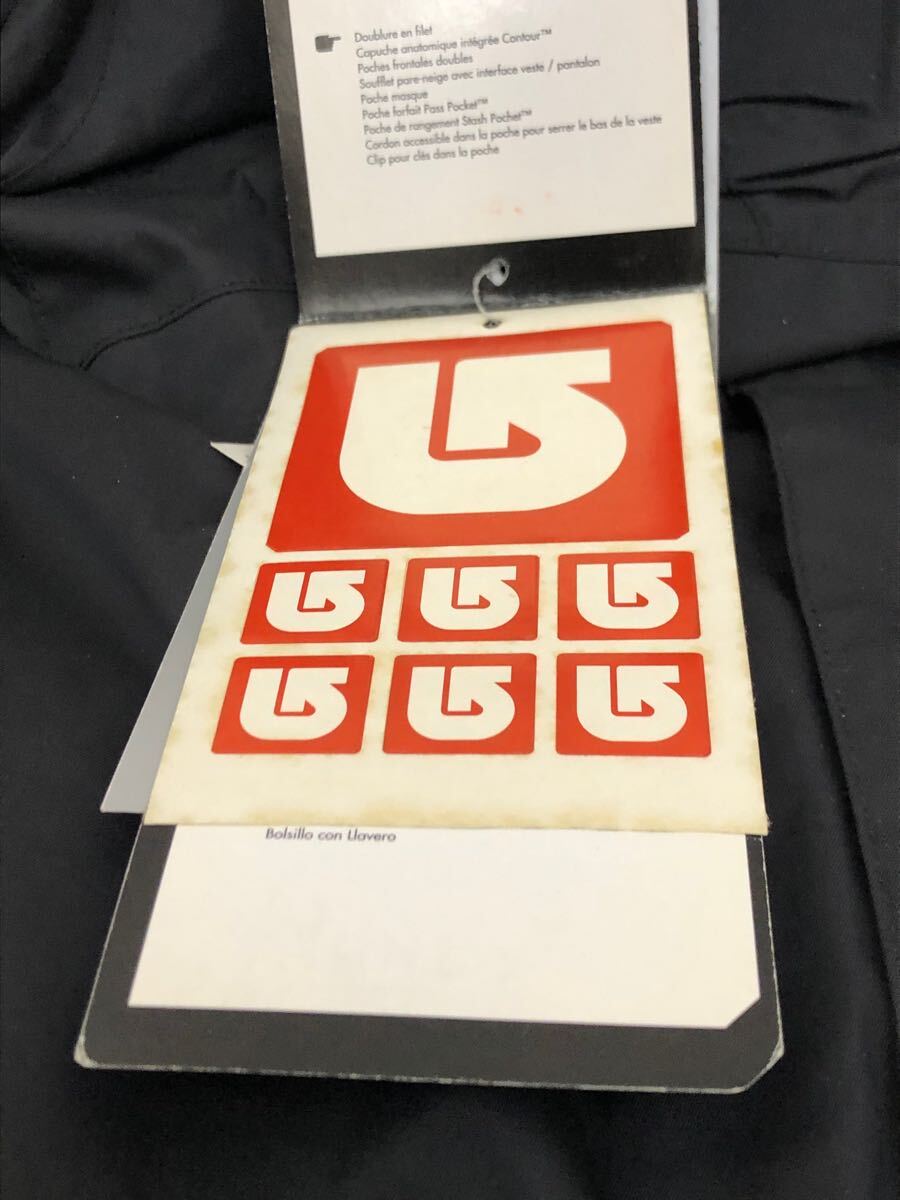 Doublure en filet
Capuche anatomique intégrée Contour™
Poches frontales doubles
Soufflet pare-neige avec interface veste / pantalon
Poche masque
Poche forfait Pass Pocket™
Poche de rangement Stash Pocket™
Cordon accessible dans la poche pour serrer le bas de la veste
Clip pour clés dans la poche
Bolsillo con Llavero